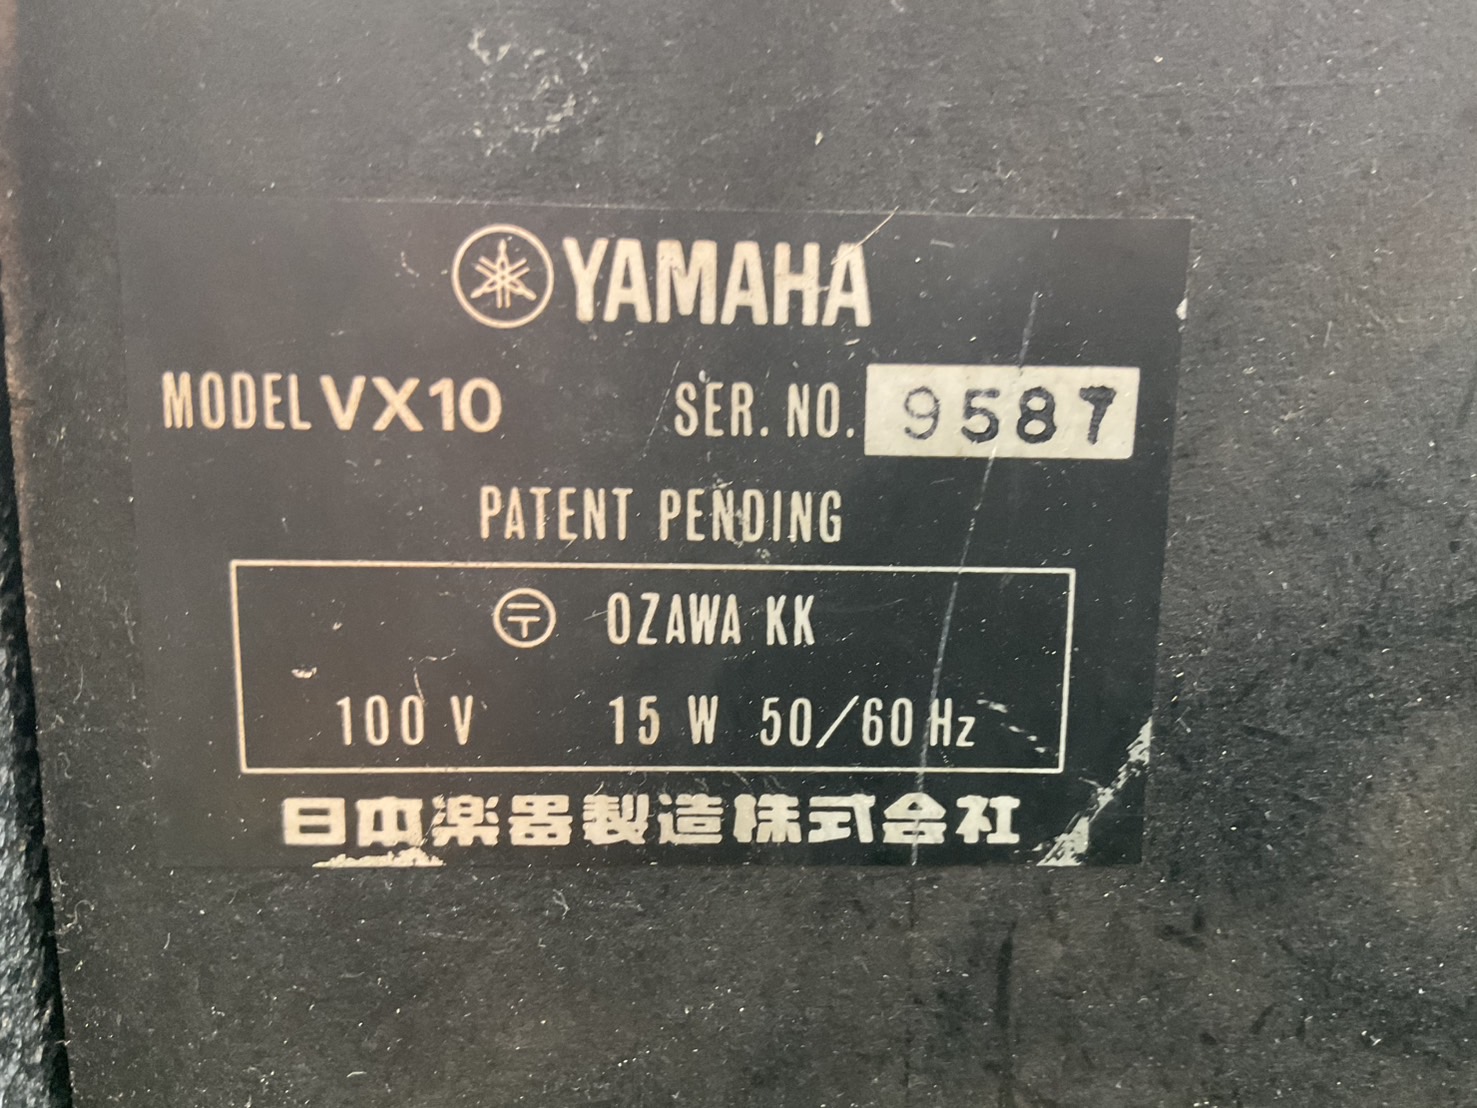 YAMAHA
MODEL VX10 SER. NO. 9587
PATENT PENDING
〶 OZAWA KK
100 V 15 W 50/60 Hz
日本楽器製造株式会社